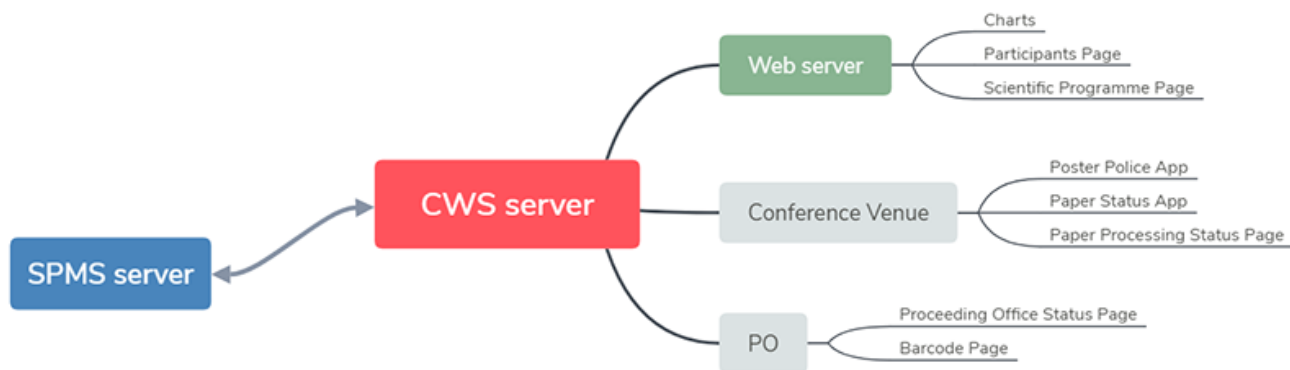 SPMS server
CWS server
Web server
Charts
Participants Page
Scientific Programme Page
Conference Venue
Poster Police App
Paper Status App
Paper Processing Status Page
PO
Proceeding Office Status Page
Barcode Page